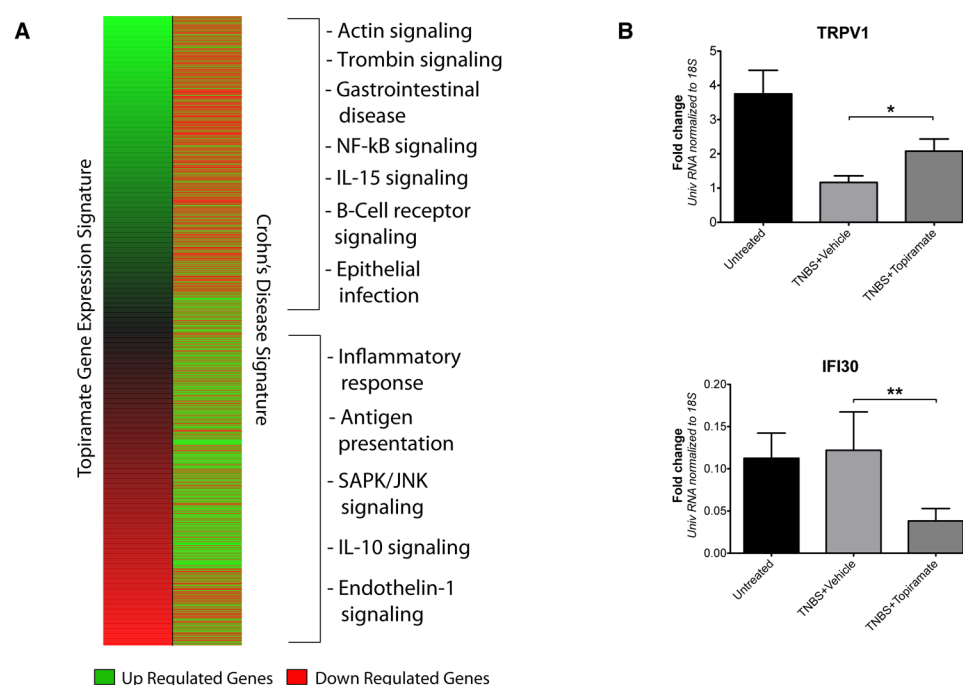 A
Topiramate Gene Expression Signature
Crohn's Disease Signature
- Actin signaling
- Trombin signaling
- Gastrointestinal
disease
- NF-kB signaling
- IL-15 signaling
- B-Cell receptor
signaling
- Epithelial
infection
- Inflammatory
response
- Antigen
presentation
- SAPK/JNK
signaling
- IL-10 signaling
- Endothelin-1
signaling
Up Regulated Genes
Down Regulated Genes
B
TRPV1
Fold change
Univ RNA normalized to 18S
5
4
3
2
1
0
*
Untreated
TNBS+Vehicle
TNBS+Topiramate
IFI30
Fold change
Univ RNA normalized to 18S
0.20
0.15
0.10
0.05
0.00
**
Untreated
TNBS+Vehicle
TNBS+Topiramate